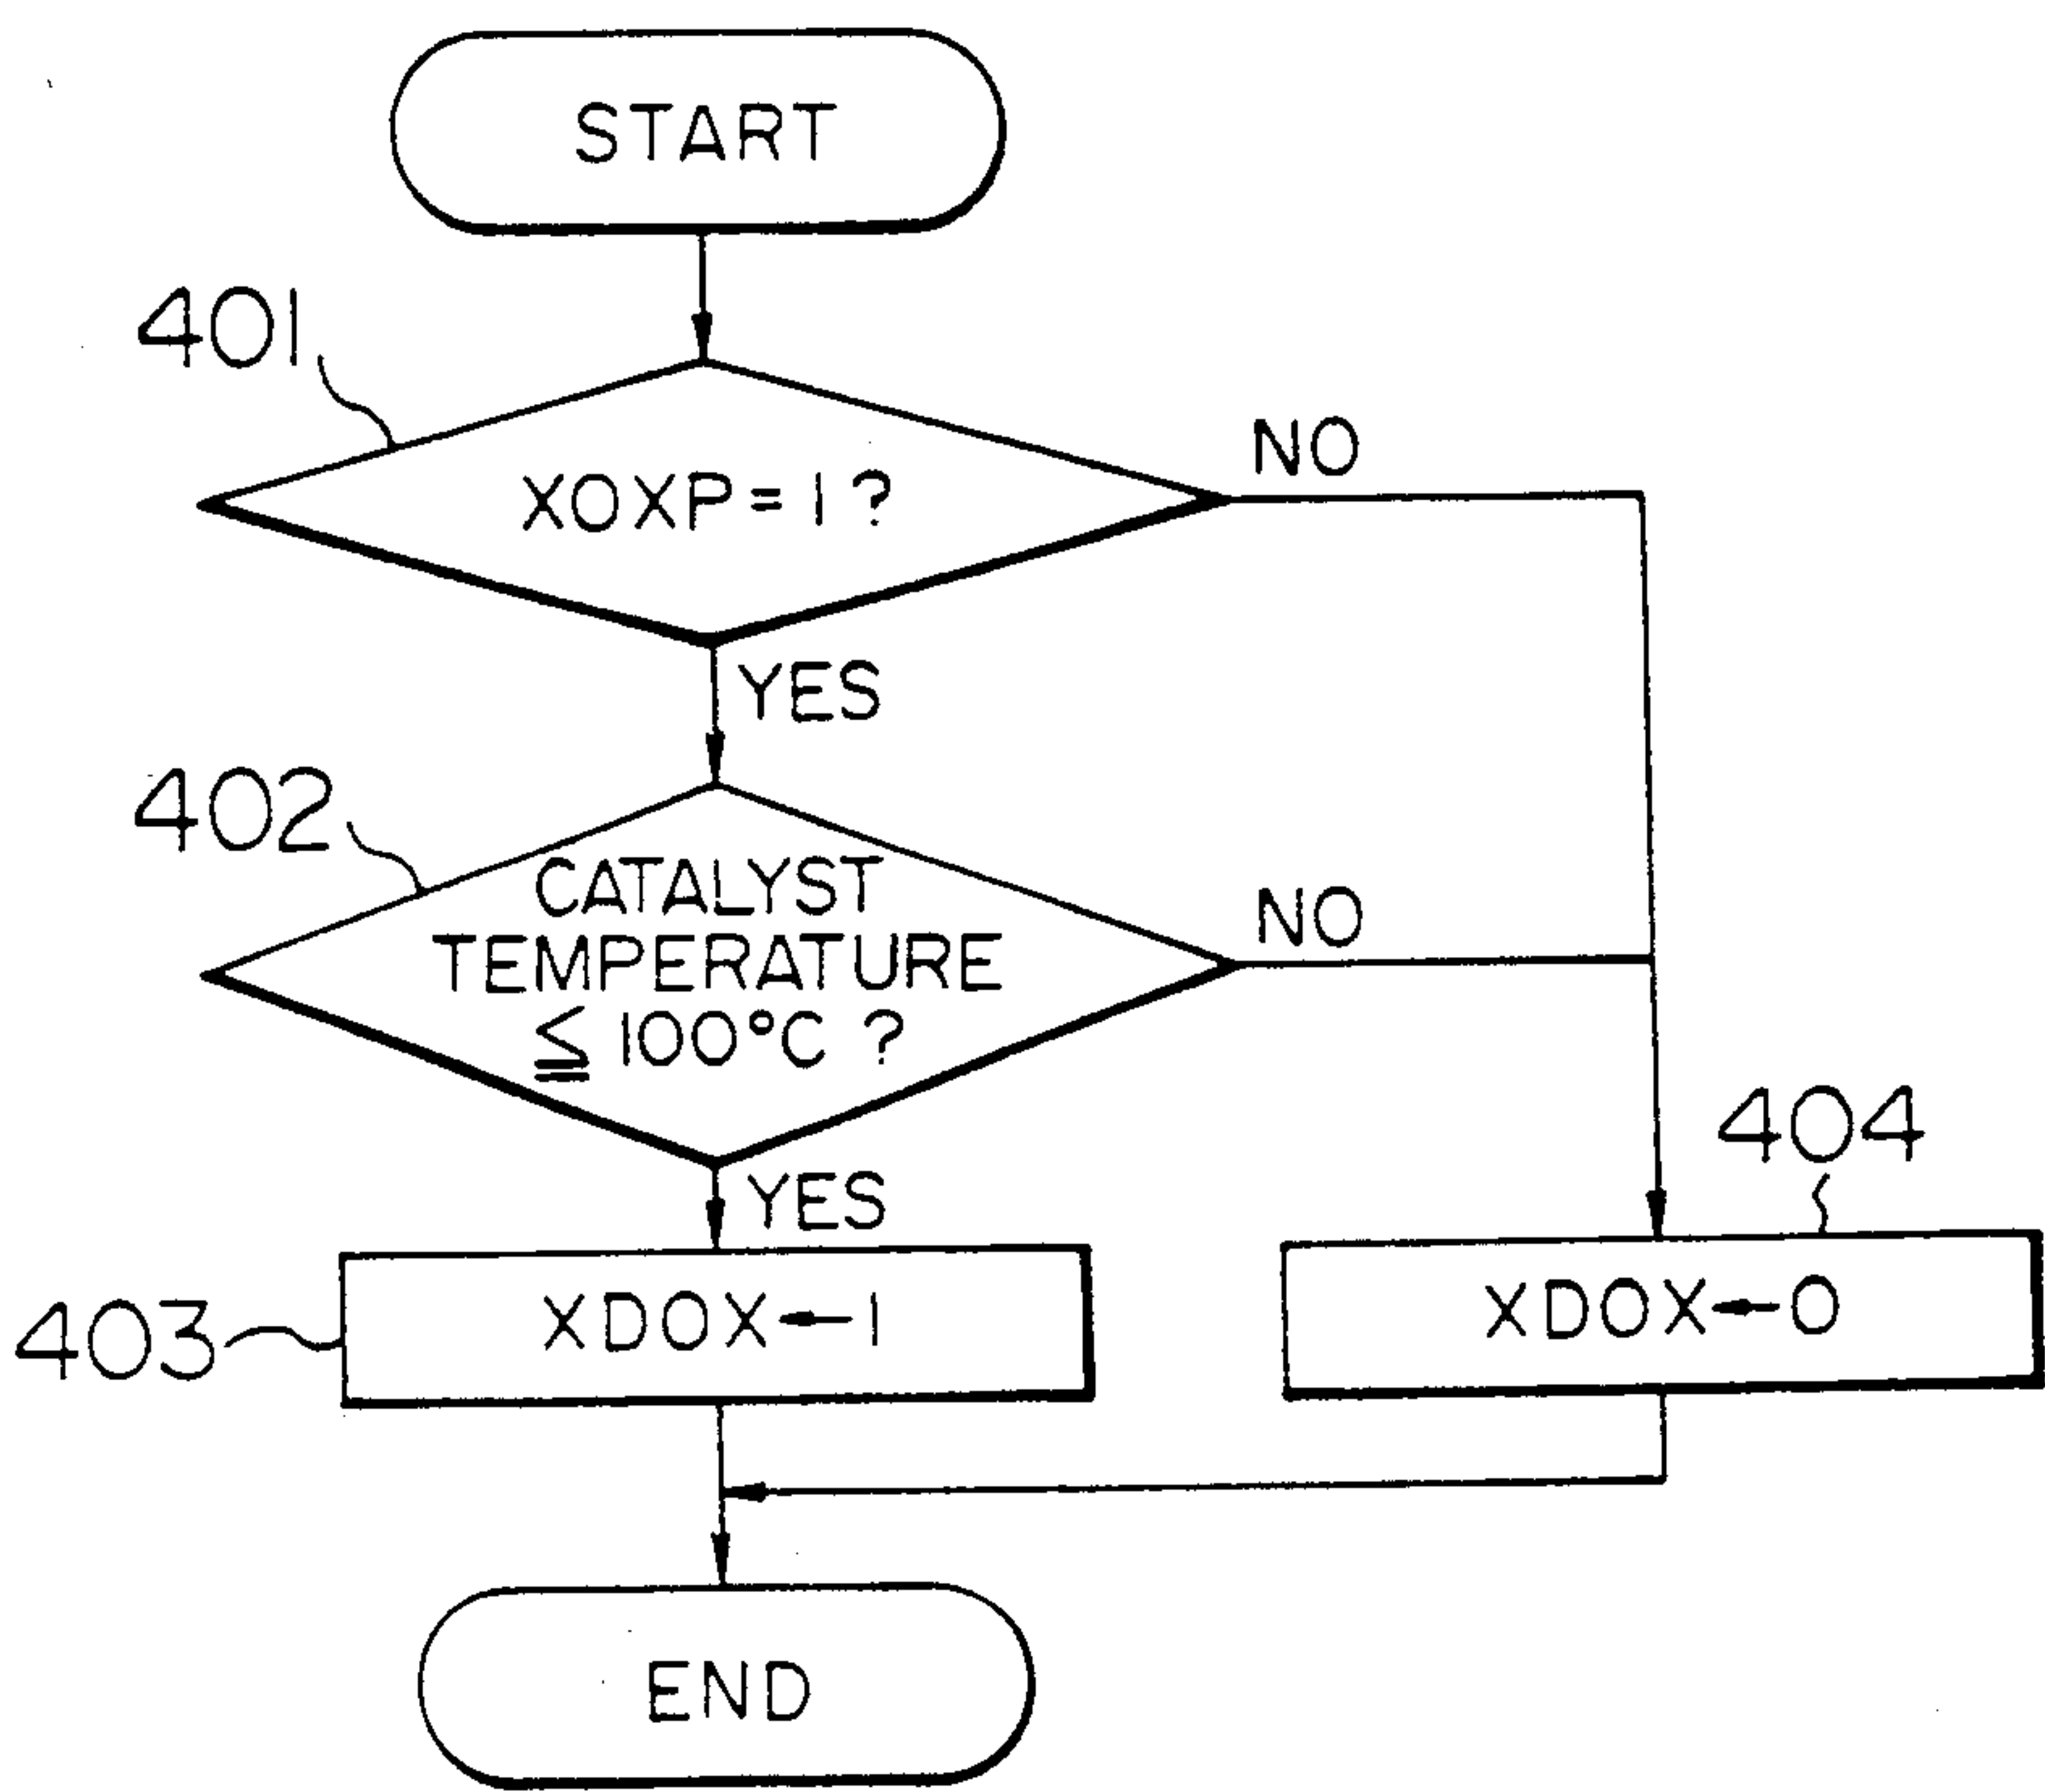 START
401
XOXP=1?
NO
YES
402
CATALYST
TEMPERATURE
≦100°C ?
NO
YES
404
403
XDOX←1
XDOX←0
END